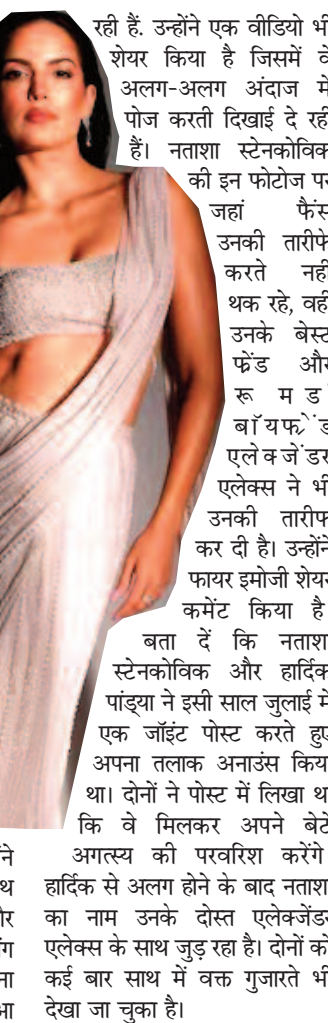 रही हैं. उन्होंने एक वीडियो भी
शेयर किया है जिसमें वे
अलग-अलग अंदाज में
पोज करती दिखाई दे रही
हैं। नताशा स्टेनकोविक
की इन फोटोज पर
जहां फैंस
उनकी तारीफें
करते नहीं
थक रहे, वहीं
उनके बेस्ट
फ्रेंड और
रू म ड
बॉयफ्रेंड
एलेक्जेंडर
एलेक्स ने भी
उनकी तारीफ
कर दी है। उन्होंने
फायर इमोजी शेयर
कमेंट किया है
बता दें कि नताशा
स्टेनकोविक और हार्दिक
पांड्या ने इसी साल जुलाई में
एक जॉइंट पोस्ट करते हुए
अपना तलाक अनाउंस किया
था। दोनों ने पोस्ट में लिखा था
कि वे मिलकर अपने बेटे
अगत्स्य की परवरिश करेंगे
हार्दिक से अलग होने के बाद नताशा
का नाम उनके दोस्त एलेक्जेंडर
एलेक्स के साथ जुड़ रहा है। दोनों को
कई बार साथ में वक्त गुजारते भी
देखा जा चुका है।